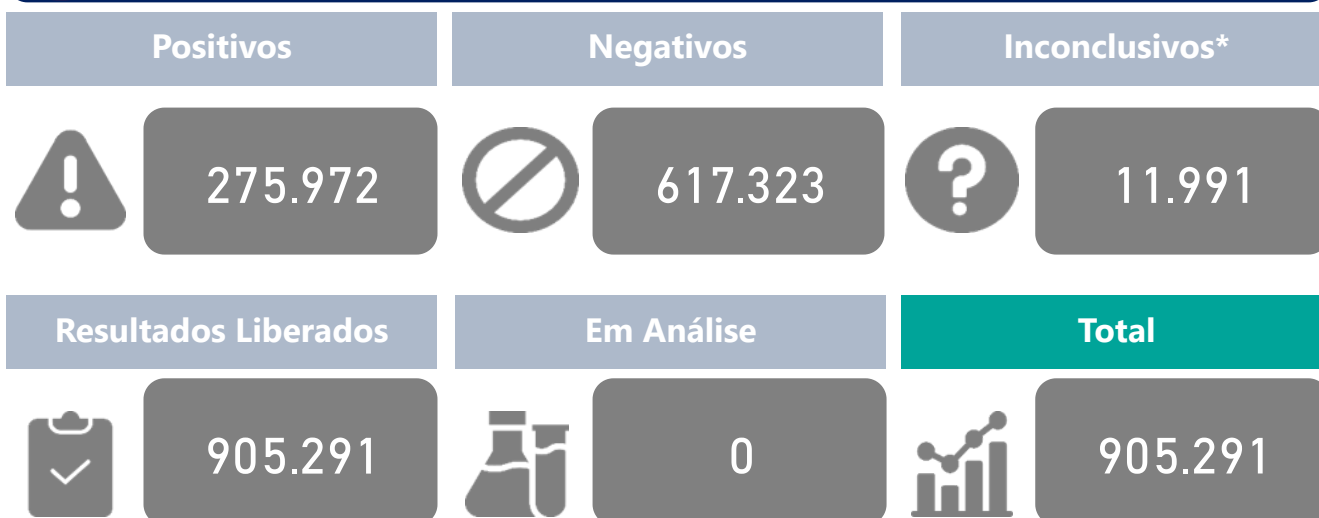 Positivos
Negativos
Inconclusivos*
275.972
617.323
11.991
Resultados Liberados
Em Análise
Total
905.291
0
905.291